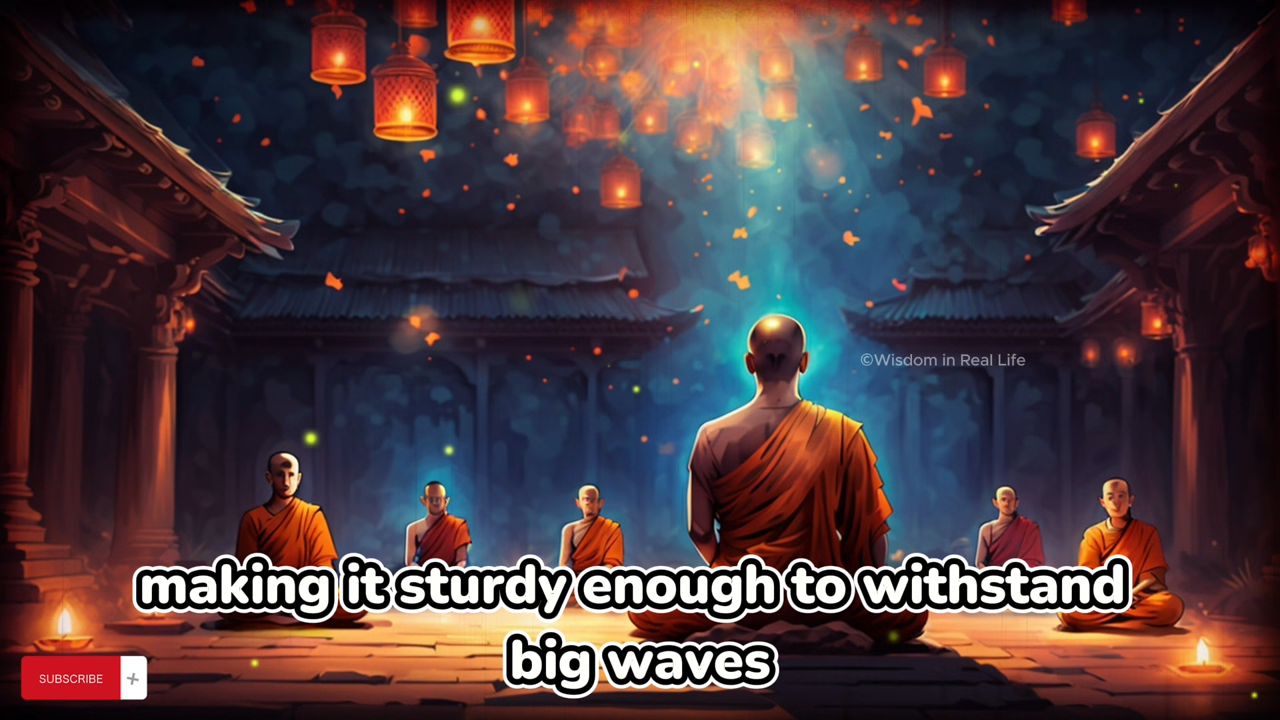 ©Wisdom in Real Life
making it sturdy enough to withstand
big waves
SUBSCRIBE +